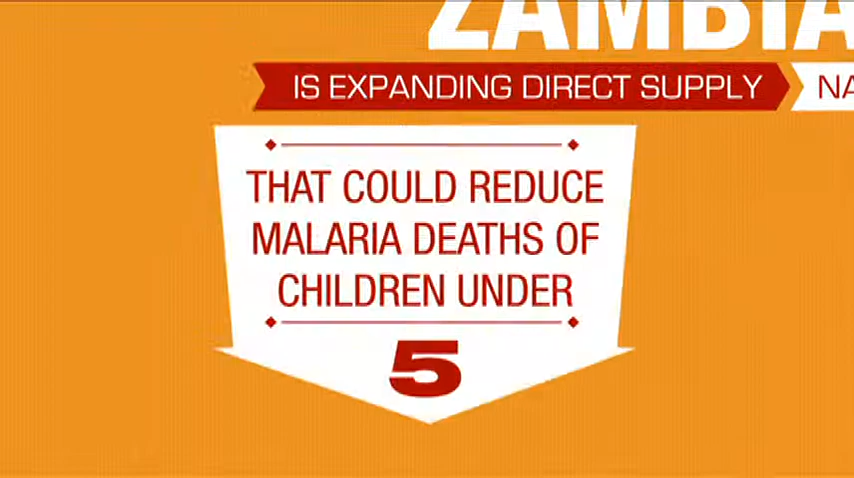 ZAMBIA
IS EXPANDING DIRECT SUPPLY
THAT COULD REDUCE
MALARIA DEATHS OF
CHILDREN UNDER
5